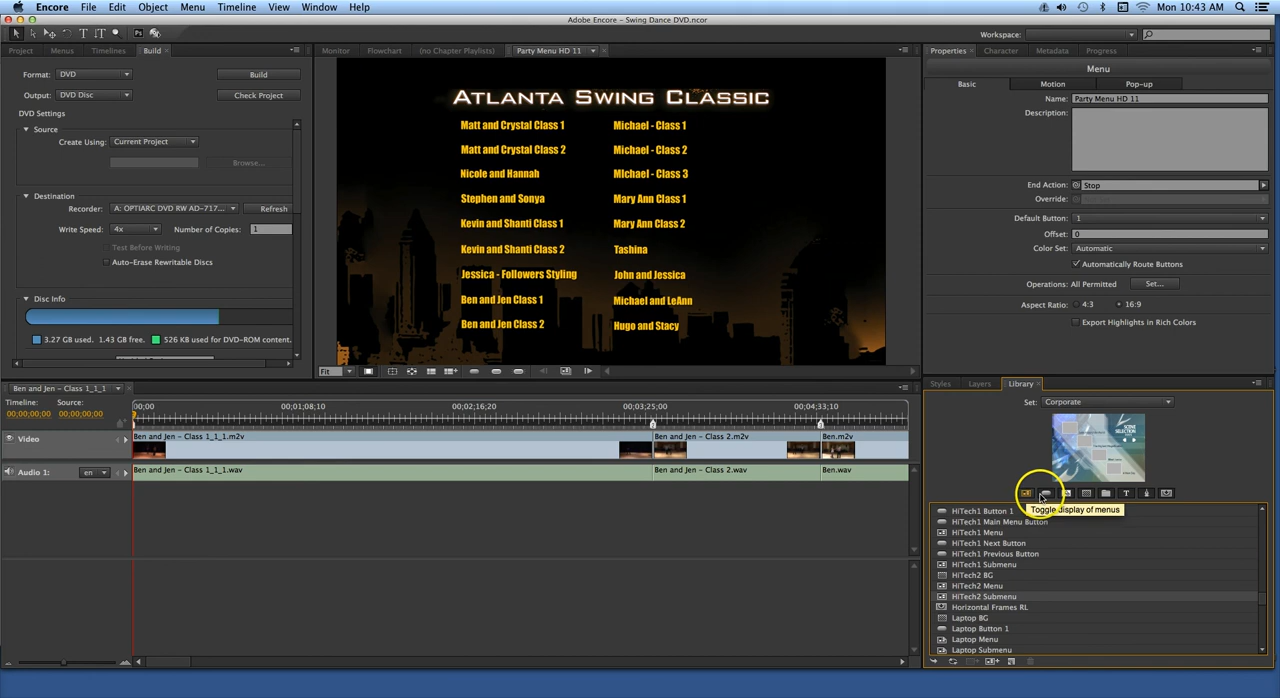 Encore File Edit Object Menu Timeline View Window Help Mon 10:43 AM
Adobe Encore - Swing Dance DVD.ncor
Workspace:
Project Menus Timelines Build
Monitor Flowchart (no Chapter Playlists) Party Menu HD 11
Properties Character Metadata Progress
Format: DVD Build
Output: DVD Disc Check Project
DVD Settings
Source
Create Using: Current Project
Browse...
Destination
Recorder: A: OPTIARC DVD RW AD-717... Refresh
Write Speed: 4x Number of Copies: 1
Test Before Writing
Auto-Erase Rewritable Discs
Disc Info
3.27 GB used. 1.43 GB free. 526 KB used for DVD-ROM content.
Atlanta Swing Classic
Matt and Crystal Class 1 Michael - Class 1
Matt and Crystal Class 2 Michael - Class 2
Nicole and Hannah MIchael - Class 3
Stephen and Sonya Mary Ann Class 1
Kevin and Shanti Class 1 Mary Ann Class 2
Kevin and Shanti Class 2 Tashina
Jessica - Followers Styling John and Jessica
Ben and Jen Class 1 Michael and LeAnn
Ben and Jen Class 2 Hugo and Stacy
Fit
Menu
Basic Motion Pop-up
Name: Party Menu HD 11
Description:
End Action: Stop
Override:
Default Button: 1
Offset: 0
Color Set: Automatic
Automatically Route Buttons
Operations: All Permitted Set...
Aspect Ratio: 4:3 16:9
Export Highlights in Rich Colors
Ben and Jen - Class 1_1_1
Timeline: Source:
00;00;00;00 00;00;00;00
00;00 00;01;08;10 00;02;16;20 00;03;25;00 00;04;33;10
Video Ben and Jen - Class 1_1_1.m2v Ben and Jen - Class 2.m2v Ben.m2v
Audio 1: en Ben and Jen - Class 1_1_1.wav Ben and Jen - Class 2.wav Ben.wav
Styles Layers Library
Set: Corporate
SCENE
SELECTION
T
Toggle display of menus
HiTech1 Button 1
HiTech1 Main Menu Button
HiTech1 Menu
HiTech1 Next Button
HiTech1 Previous Button
HiTech1 Submenu
HiTech2 BG
HiTech2 Menu
HiTech2 Submenu
Horizontal Frames RL
Laptop BG
Laptop Button 1
Laptop Menu
Laptop Submenu